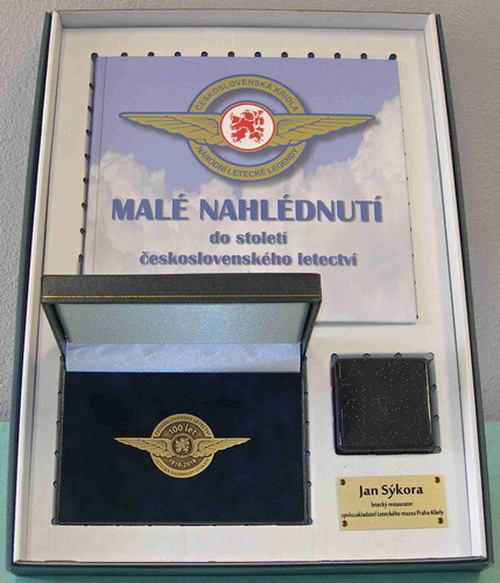 ČESKOSLOVENSKÁ KŘÍDLA
NÁRODNÍ LETECKÉ LEGENDY
MALÉ NAHLÉDNUTÍ
do století
československého letectví
100 let
1918-2018
Jan Sýkora
letecký restaurátor
spoluzakladatel Leteckého muzea Praha-Kbely